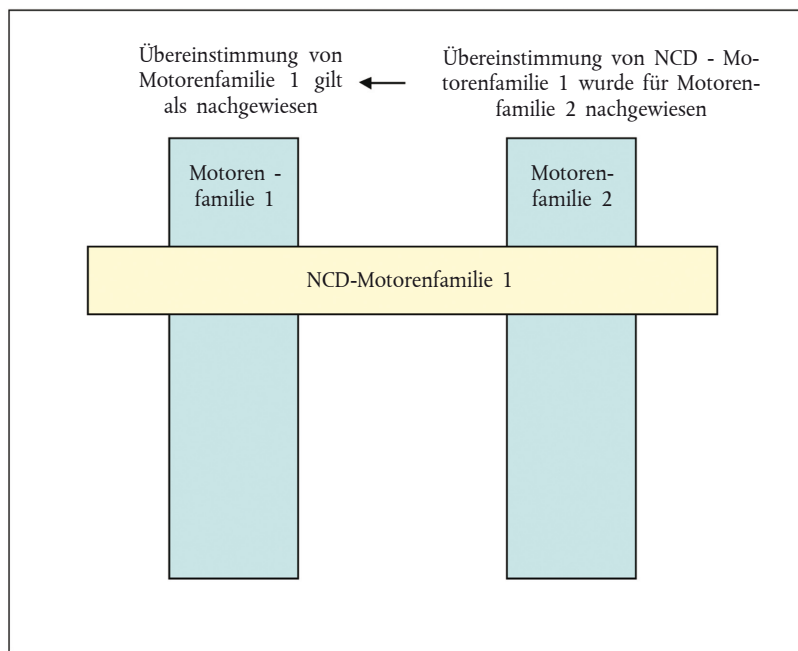 Übereinstimmung von
Motorenfamilie 1 gilt
als nachgewiesen
Übereinstimmung von NCD - Mo-
torenfamilie 1 wurde für Motoren-
familie 2 nachgewiesen
Motoren -
familie 1
Motoren-
familie 2
NCD-Motorenfamilie 1